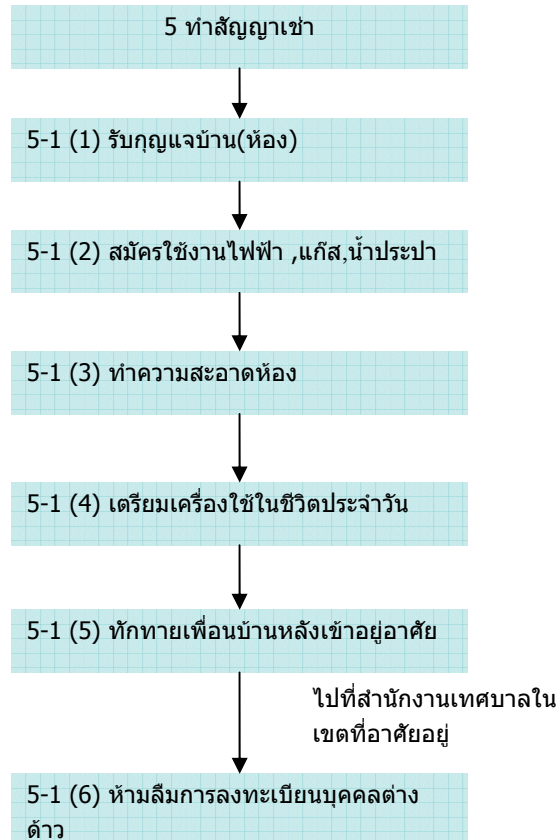 5 ทำสัญญาเช่า
5-1 (1) รับกุญแจบ้าน(ห้อง)
5-1 (2) สมัครใช้งานไฟฟ้า ,แก๊ส,น้ำประปา
5-1 (3) ทำความสะอาดห้อง
5-1 (4) เตรียมเครื่องใช้ในชีวิตประจำวัน
5-1 (5) ทักทายเพื่อนบ้านหลังเข้าอยู่อาศัย
ไปที่สำนักงานเทศบาลใน
เขตที่อาศัยอยู่
5-1 (6) ห้ามลืมการลงทะเบียนบุคคลต่าง
ด้าว